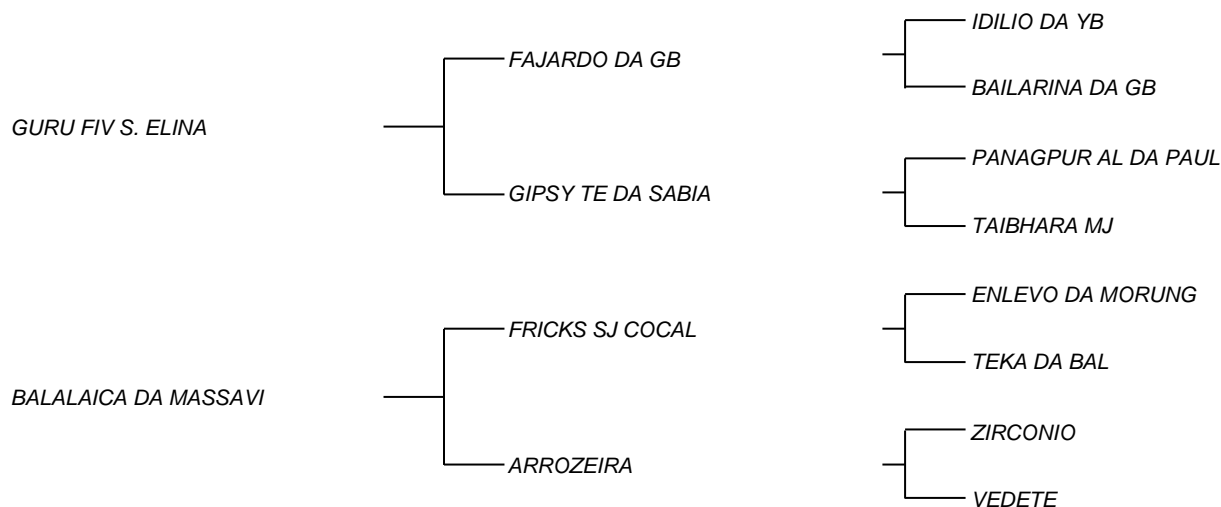 IDILIO DA YB
FAJARDO DA GB
BAILARINA DA GB
GURU FIV S. ELINA
PANAGPUR AL DA PAUL
GIPSY TE DA SABIA
TAIBHARA MJ
ENLEVO DA MORUNG
FRICKS SJ COCAL
TEKA DA BAL
BALALAICA DA MASSAVI
ZIRCONIO
ARROZEIRA
VEDETE